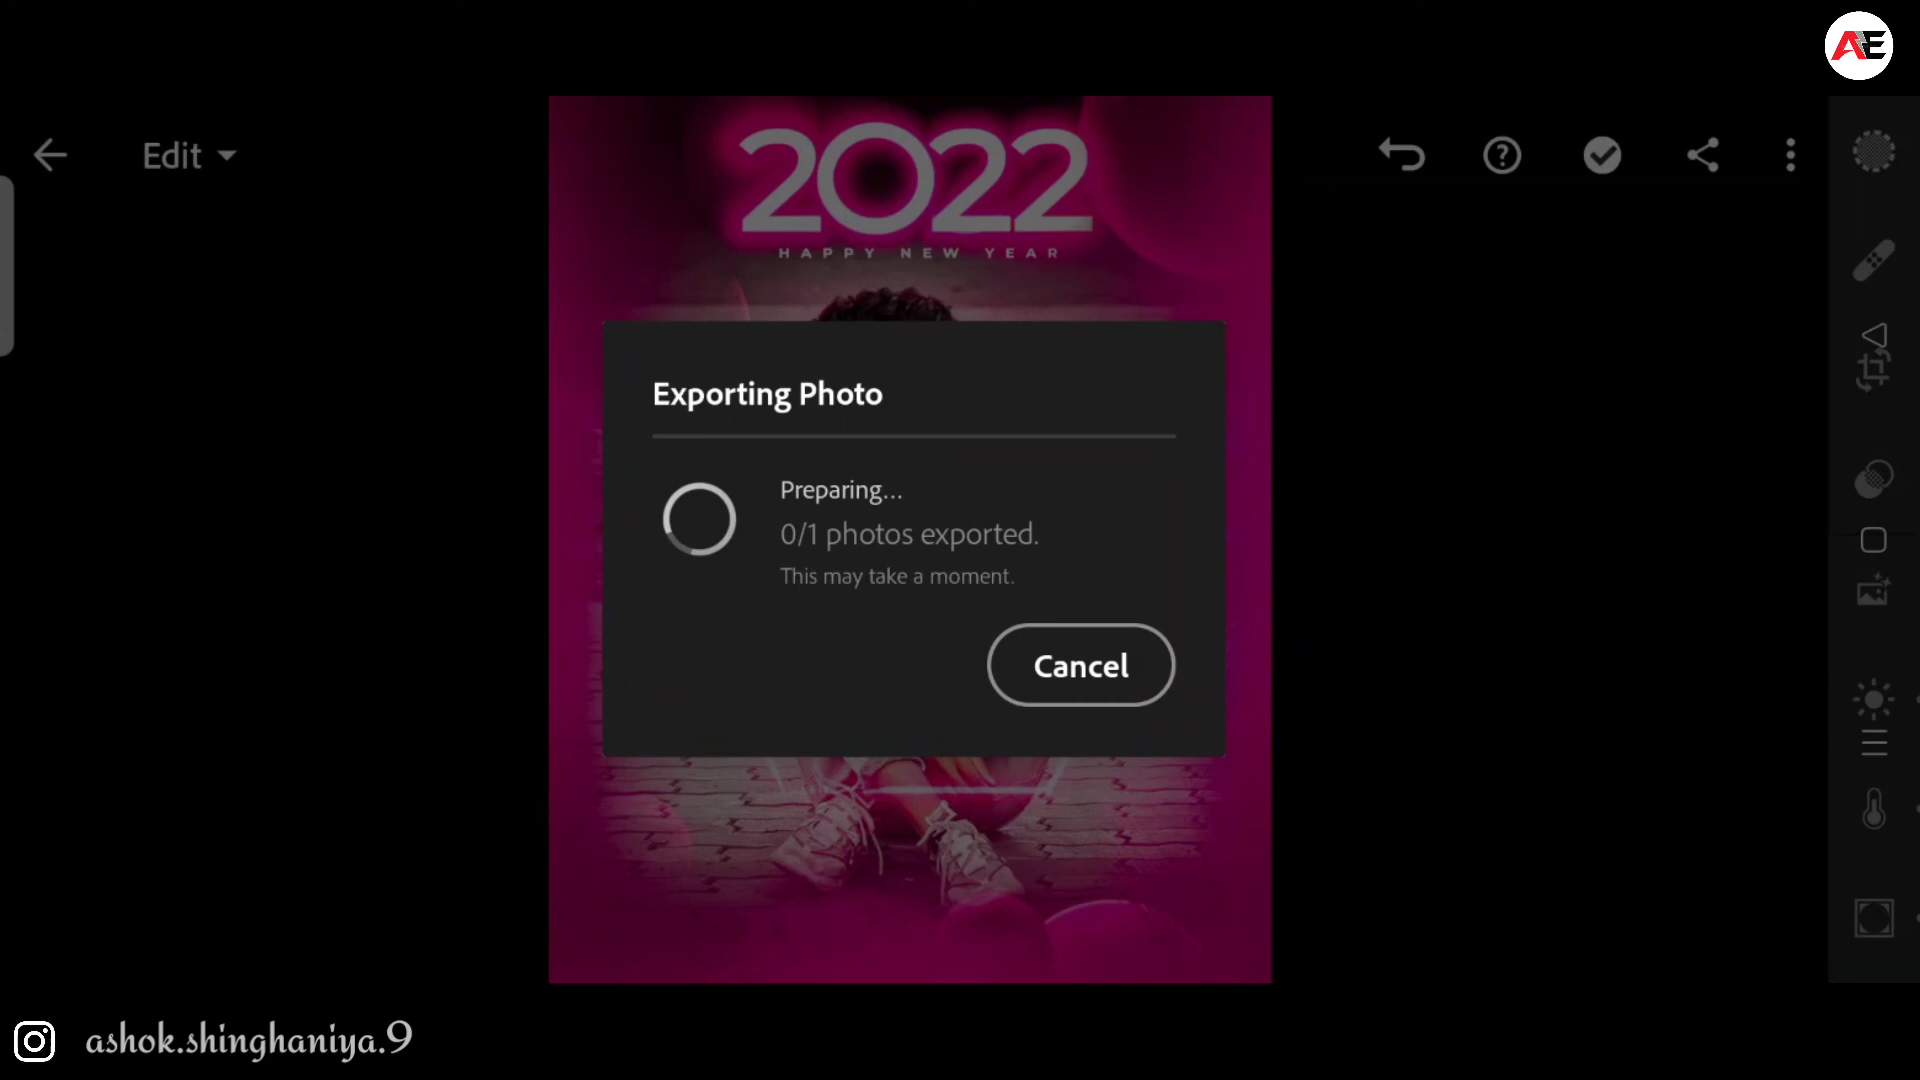 AE
Edit
2022
HAPPY NEW YEAR
Exporting Photo
Preparing...
0/1 photos exported.
This may take a moment.
Cancel
ashok.shinghaniya.9